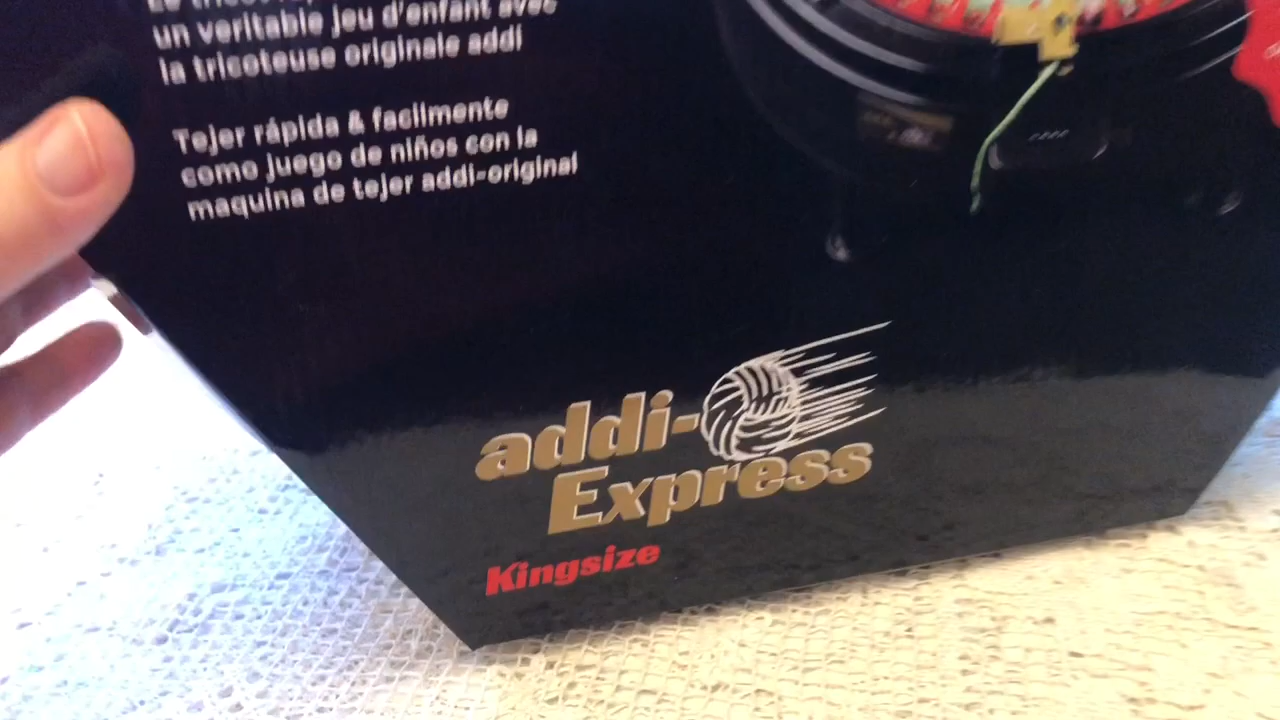 un veritable jeu d'enfant avec
la tricoteuse originale addi
Tejer rápida & facilmente
como juego de niños con la
maquina de tejer addi-original
addi-
Express
Kingsize